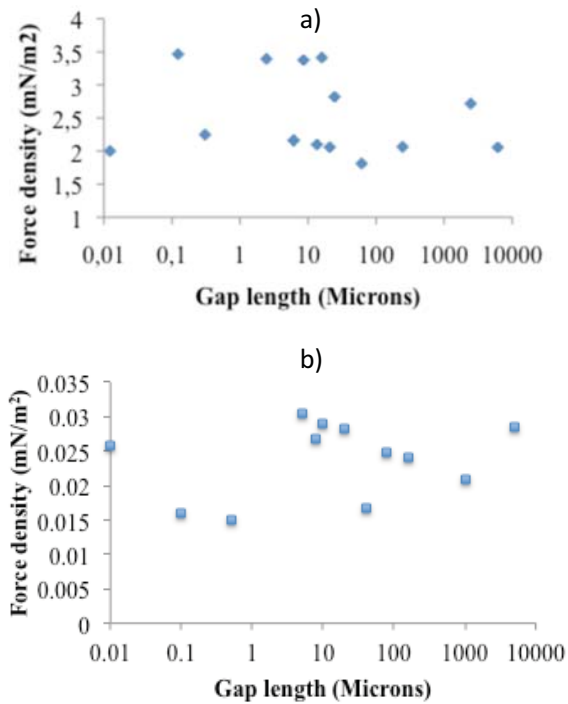 a)
Force density (mN/m2)
4
3,5
3
2,5
2
1,5
1
0,01 0,1 1 10 100 1000 10000
Gap length (Microns)
b)
Force density (mN/m²)
0.035
0.03
0.025
0.02
0.015
0.01
0.005
0
0.01 0.1 1 10 100 1000 10000
Gap length (Microns)